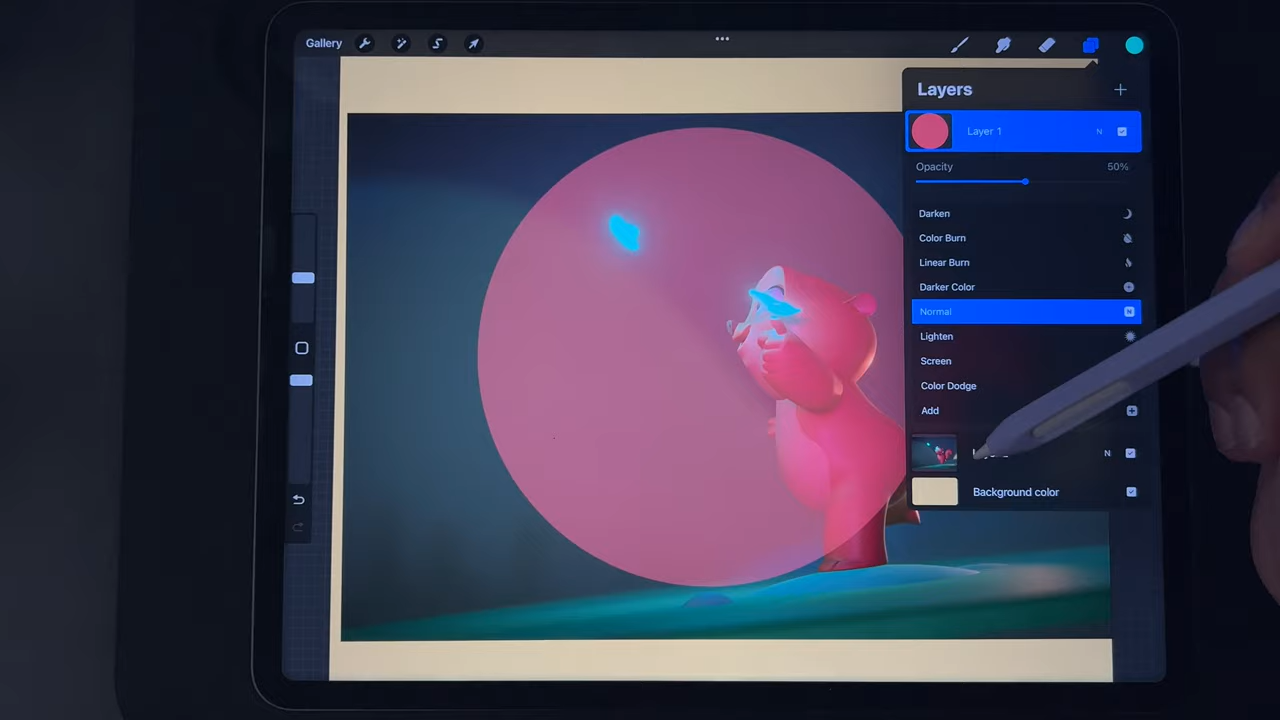 Gallery
Layers
Layer 1 N
Opacity 50%
Darken
Color Burn
Linear Burn
Darker Color
Normal N
Lighten
Screen
Color Dodge
Add
N
Background color